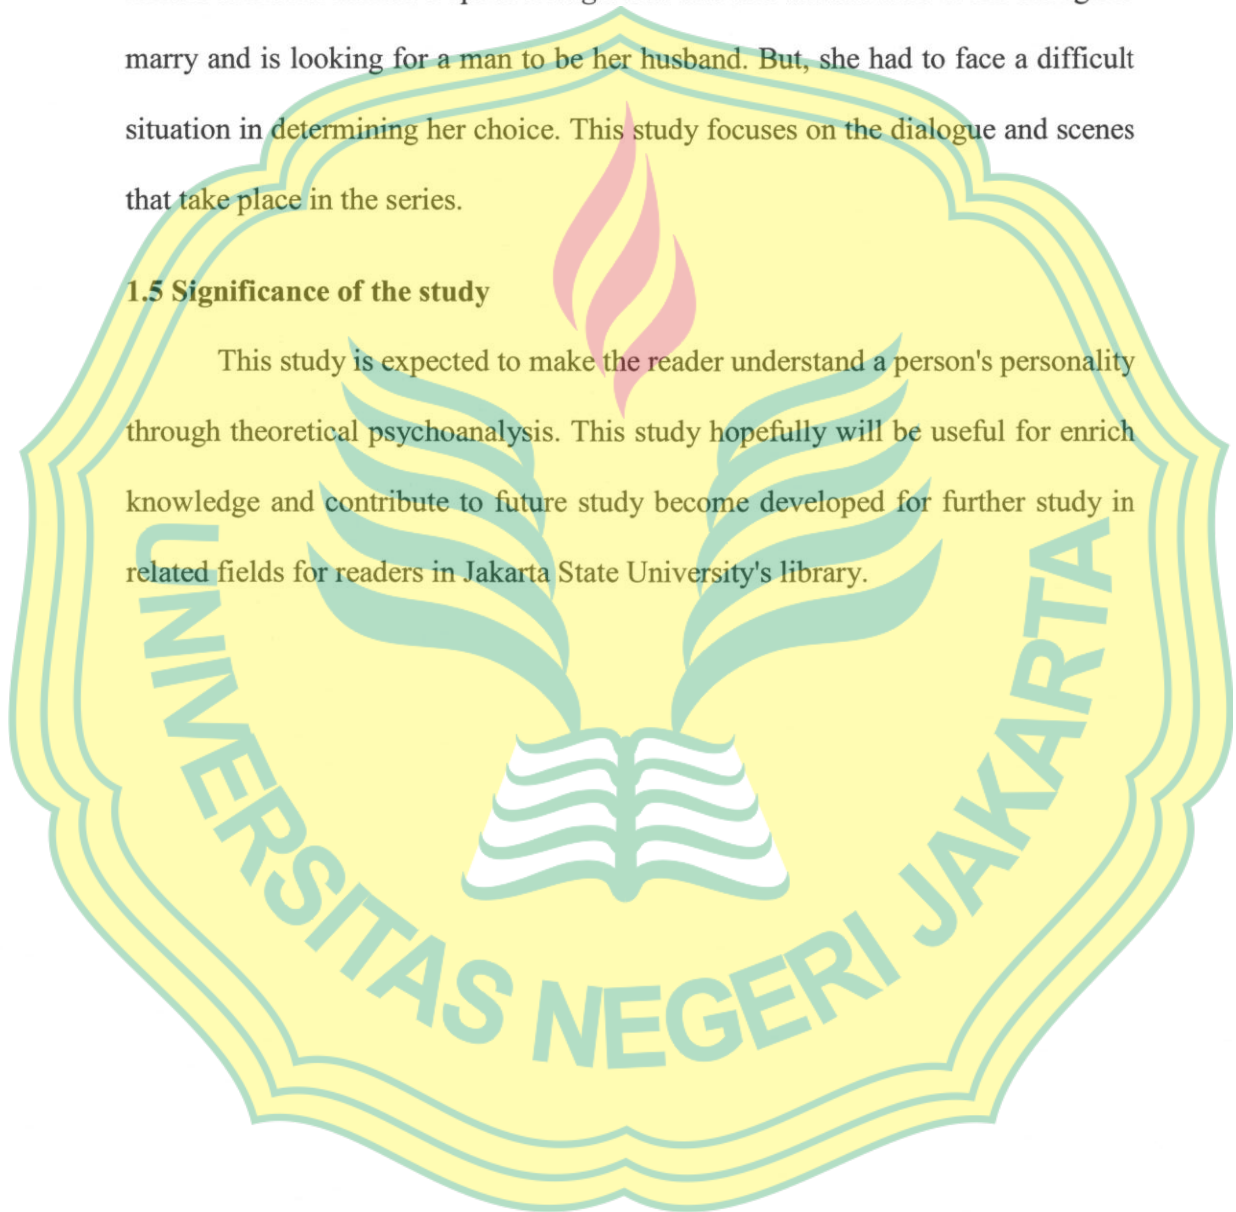 marry and is looking for a man to be her husband. But, she had to face a difficult
situation in determining her choice. This study focuses on the dialogue and scenes
that take place in the series.
1.5 Significance of the study
This study is expected to make the reader understand a person's personality
through theoretical psychoanalysis. This study hopefully will be useful for enrich
knowledge and contribute to future study become developed for further study in
related fields for readers in Jakarta State University's library.
UNIVERSITAS NEGERI JAKARTA